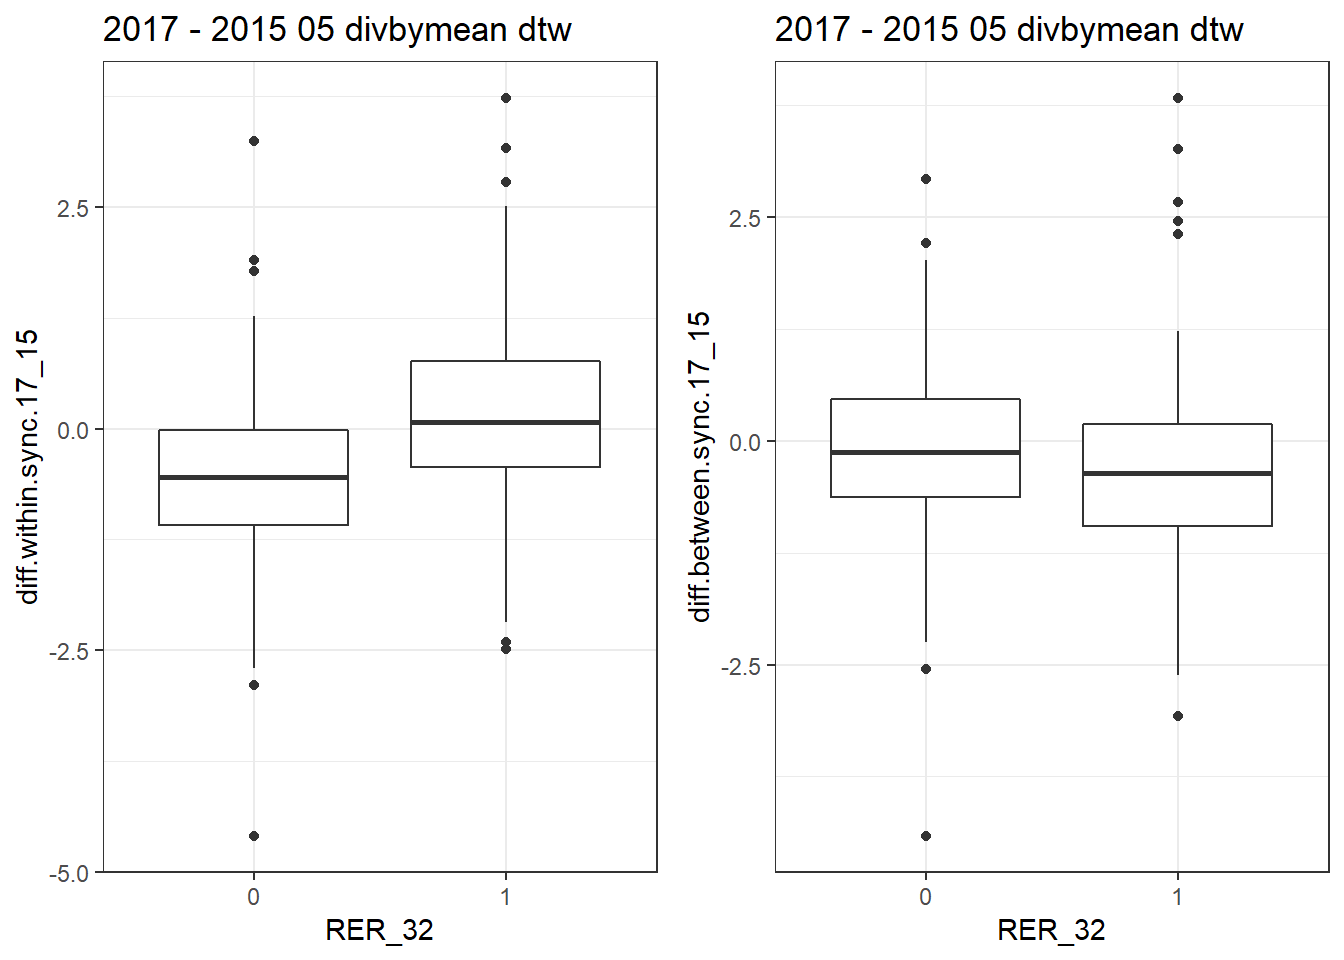 2017 - 2015 05 divbymean dtw
diff.within.sync.17_15
2.5
0.0
-2.5
-5.0
0
1
RER_32
2017 - 2015 05 divbymean dtw
diff.between.sync.17_15
2.5
0.0
-2.5
0
1
RER_32